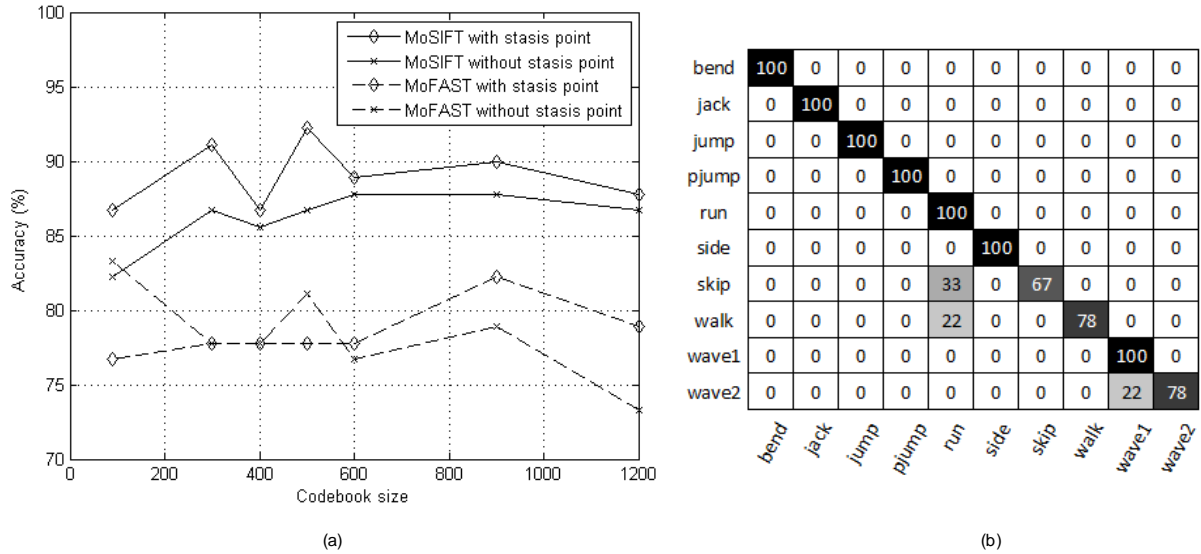 100
95
90
85
80
75
70
Accuracy (%)
0 200 400 600 800 1000 1200
Codebook size
MoSIFT with stasis point
MoSIFT without stasis point
MoFAST with stasis point
MoFAST without stasis point
(a)
bend 100 0 0 0 0 0 0 0 0 0
jack 0 100 0 0 0 0 0 0 0 0
jump 0 0 100 0 0 0 0 0 0 0
pjump 0 0 0 100 0 0 0 0 0 0
run 0 0 0 0 100 0 0 0 0 0
side 0 0 0 0 0 100 0 0 0 0
skip 0 0 0 0 33 0 67 0 0 0
walk 0 0 0 0 22 0 0 78 0 0
wave1 0 0 0 0 0 0 0 0 100 0
wave2 0 0 0 0 0 0 0 0 22 78
bend jack jump pjump run side skip walk wave1 wave2
(b)